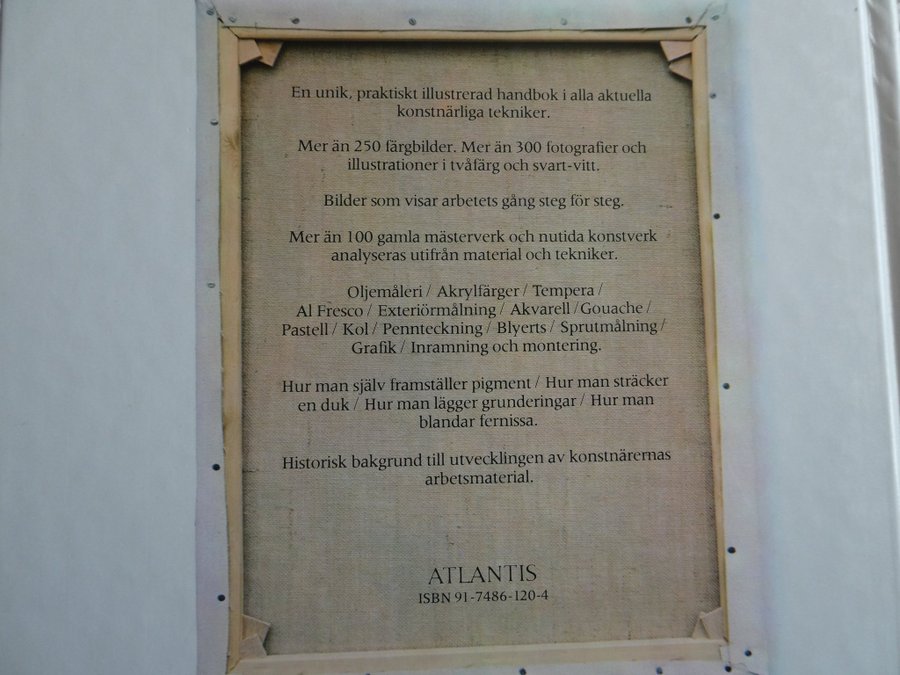 En unik, praktiskt illustrerad handbok i alla aktuella
konstnärliga tekniker.
Mer än 250 färgbilder. Mer än 300 fotografier och
illustrationer i tvåfärg och svart-vitt.
Bilder som visar arbetets gång steg för steg.
Mer än 100 gamla mästerverk och nutida konstverk
analyseras utifrån material och tekniker.
Oljemåleri / Akrylfärger / Tempera /
Al Fresco / Exteriörmålning / Akvarell /Gouache /
Pastell / Kol / Pennteckning / Blyerts / Sprutmålning /
Grafik / Inramning och montering.
Hur man själv framställer pigment / Hur man sträcker
en duk / Hur man lägger grunderingar / Hur man
blandar fernissa.
Historisk bakgrund till utvecklingen av konstnärernas
arbetsmaterial.
ATLANTIS
ISBN 91-7486-120-4